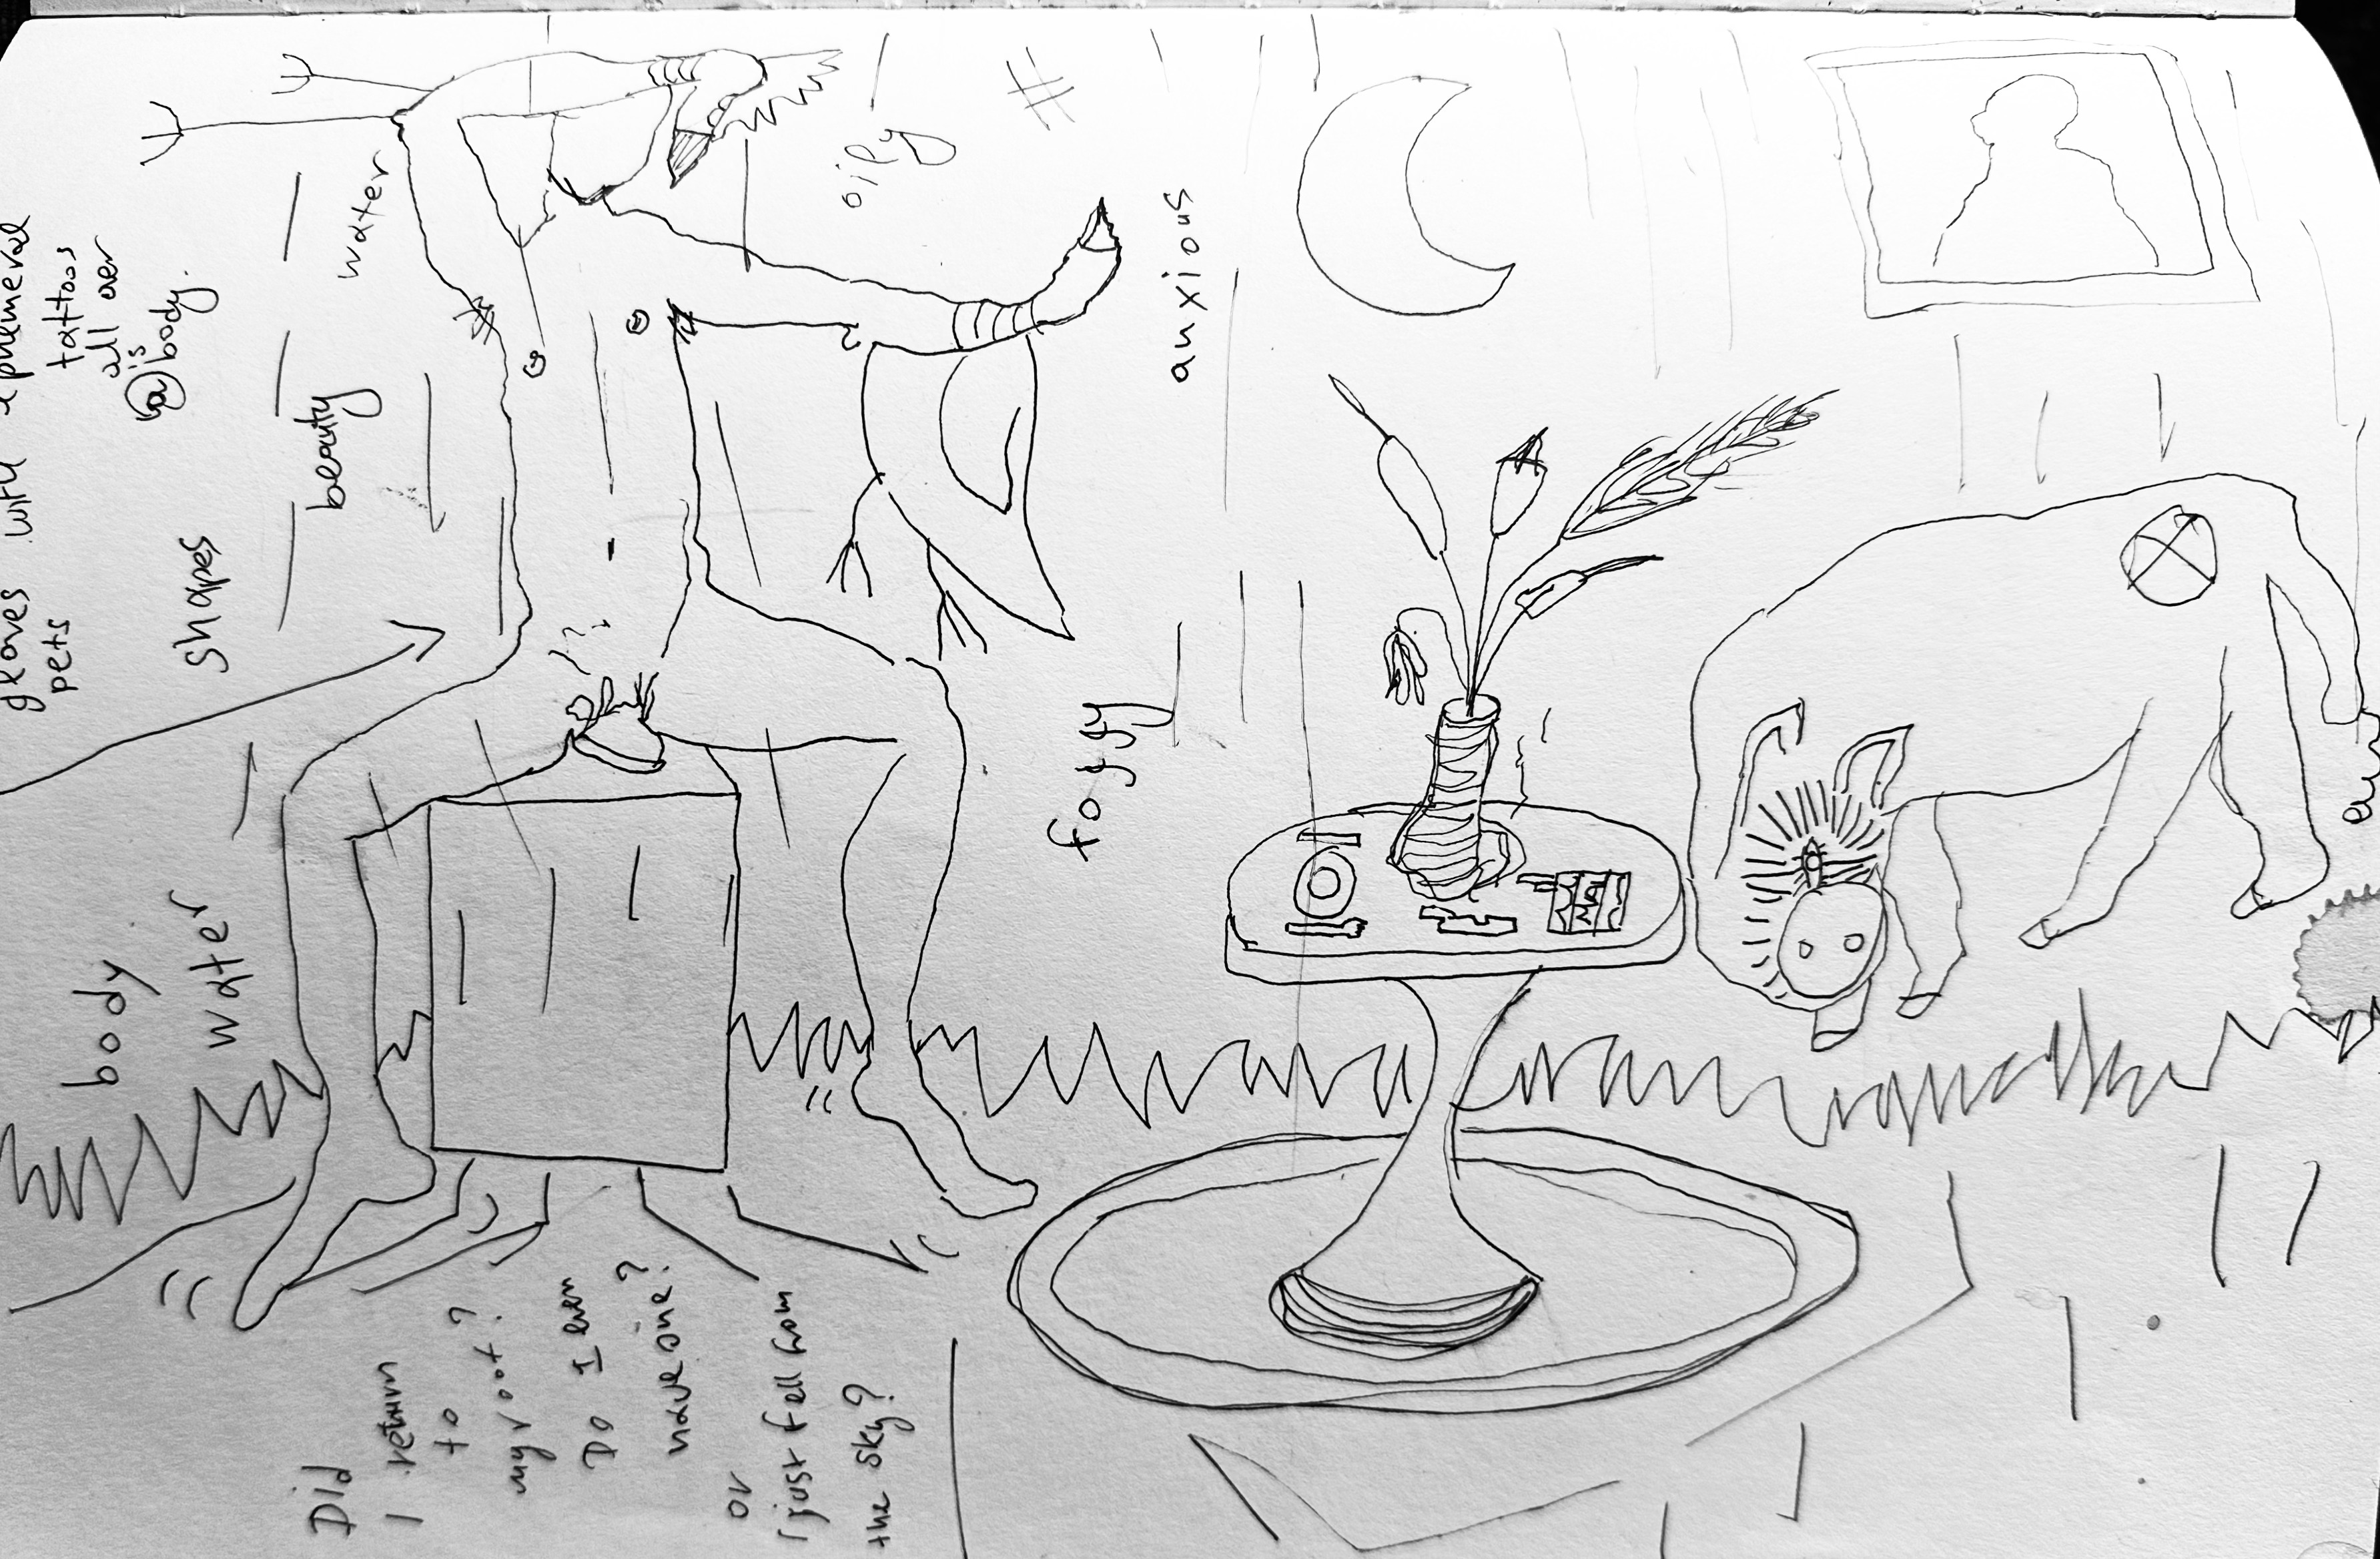 gloves with ephemeral
tattoos
all over
is
a body.
pets
shapes
beauty
water
oily
anxious
foggy
body
water
Did
I return
to ?
my root?
Do I even
have one?
or
I just fell from
the sky?